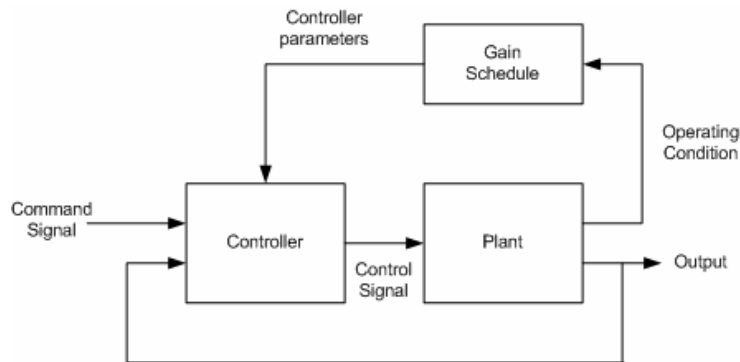 Controller
parameters
Gain
Schedule
Operating
Condition
Command
Signal
Controller
Control
Signal
Plant
Output